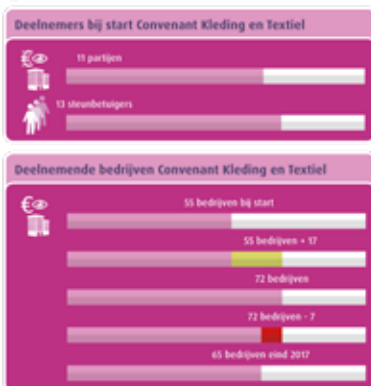 Deelnemers bij start Convenant Kleding en Textiel
11 partijen
13 steunbetuigers
Deelnemende bedrijven Convenant Kleding en Textiel
55 bedrijven bij start
55 bedrijven + 17
72 bedrijven
72 bedrijven - 7
65 bedrijven eind 2017